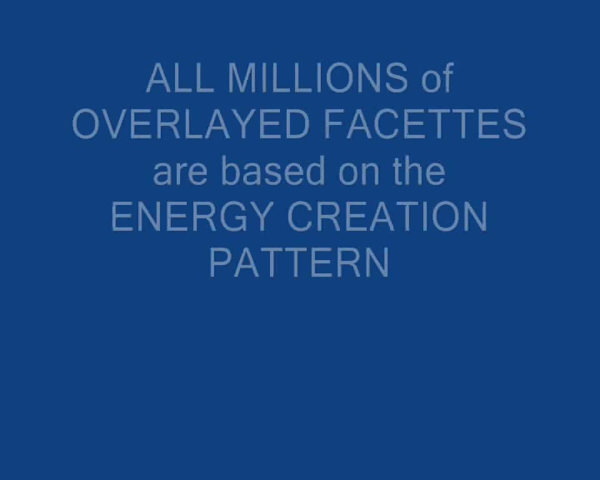 ALL MILLIONS of
OVERLAYED FACETTES
are based on the
ENERGY CREATION
PATTERN